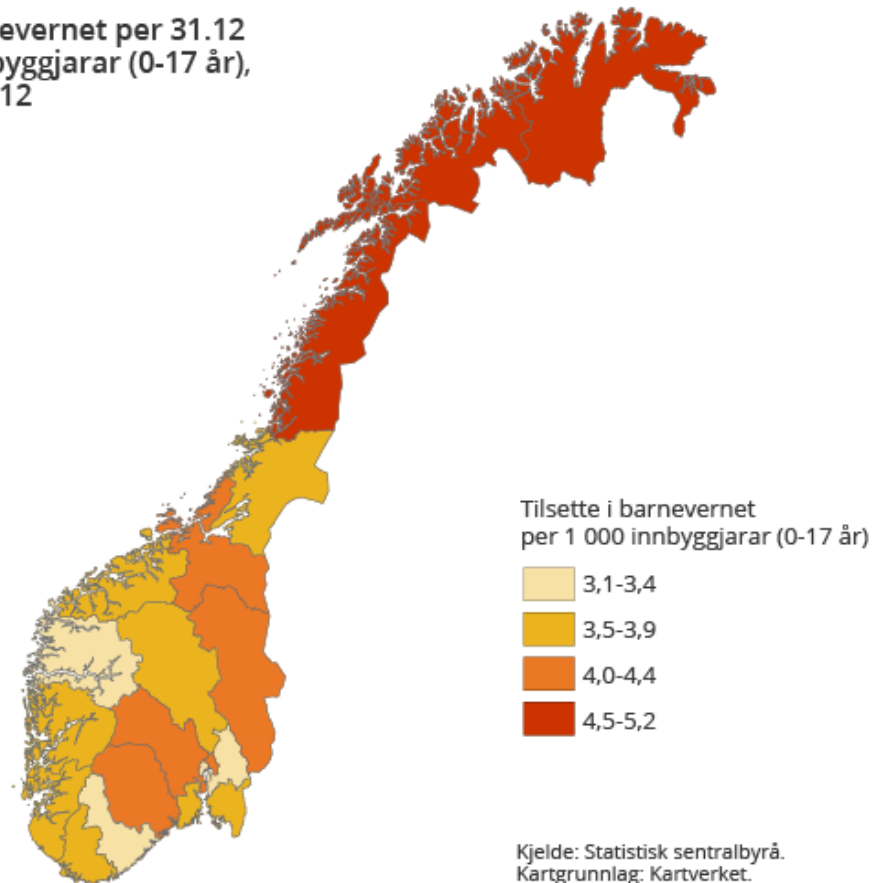 evernet per 31.12
byggjarar (0-17 år),
12
Tilsette i barnevernet
per 1 000 innbyggjarar (0-17 år)
3,1-3,4
3,5-3,9
4,0-4,4
4,5-5,2
Kjelde: Statistisk sentralbyrå.
Kartgrunnlag: Kartverket.